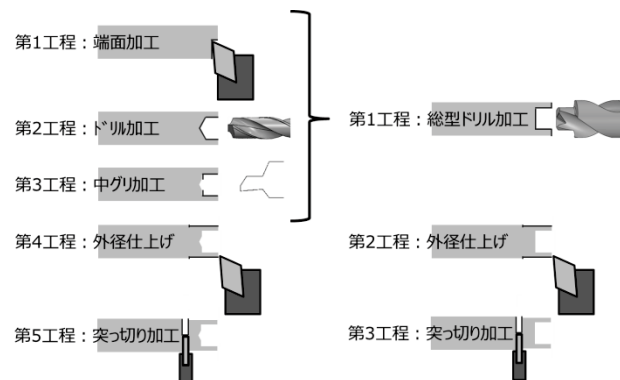 第1工程：端面加工
第2工程：ドリル加工
第3工程：中グリ加工
第4工程：外径仕上げ
第5工程：突っ切り加工
第1工程：総型ドリル加工
第2工程：外径仕上げ
第3工程：突っ切り加工